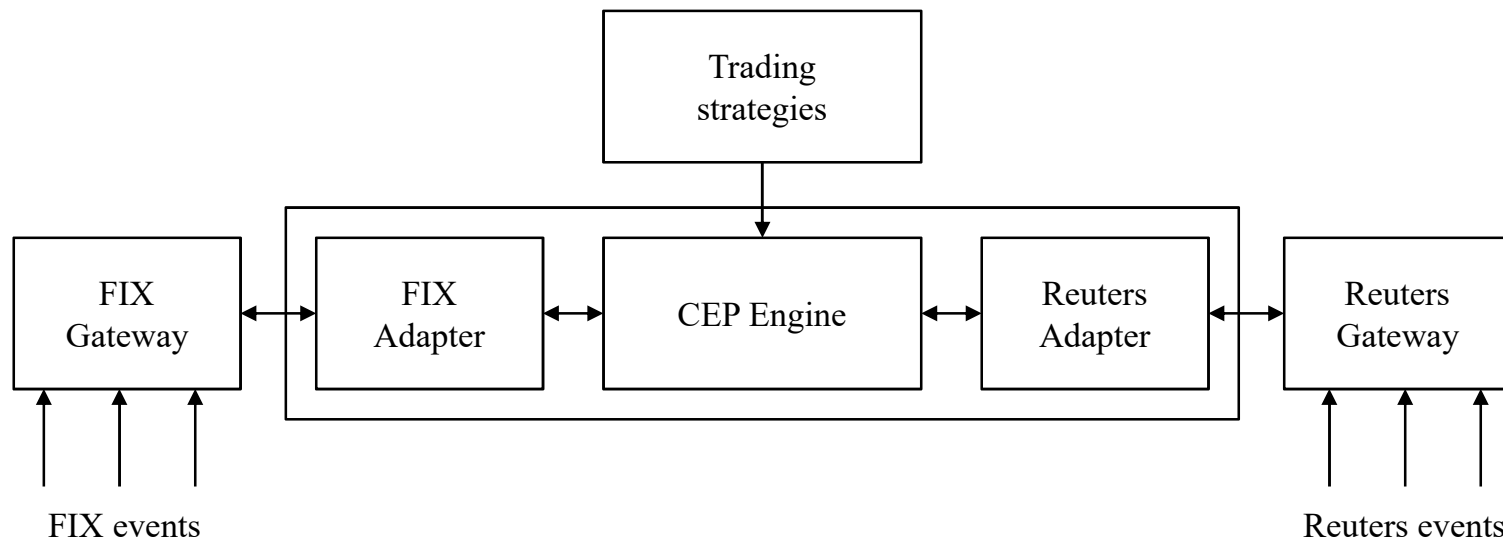 Trading
strategies
FIX
Gateway
FIX
Adapter
CEP Engine
Reuters
Adapter
Reuters
Gateway
FIX events
Reuters events